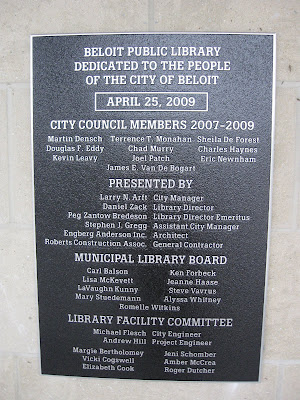 BELOIT PUBLIC LIBRARY
DEDICATED TO THE PEOPLE
OF THE CITY OF BELOIT
APRIL 25, 2009
CITY COUNCIL MEMBERS 2007-2009
Martin Densch Terrence T. Monahan Sheila De Forest
Douglas F. Eddy Chad Murry Charles Haynes
Kevin Leavy Joel Patch Eric Newnham
James E. Van De Bogart
PRESENTED BY
Larry N. Arft City Manager
Daniel Zack Library Director
Peg Zantow Bredeson Library Director Emeritus
Stephen J. Gregg Assistant City Manager
Engberg Anderson Inc. Architect
Roberts Construction Assoc. General Contractor
MUNICIPAL LIBRARY BOARD
Carl Balson Ken Forbeck
Lisa McKevett Jeanne Haase
LaVaughn Kunny Steve Vavrus
Mary Stuedemann Alyssa Whitney
Romelle Witkins
LIBRARY FACILITY COMMITTEE
Michael Flesch City Engineer
Andrew Hill Project Engineer
Margie Bertholomey Jeni Schomber
Vicki Cogswell Amber McCrea
Elizabeth Cook Roger Dutcher